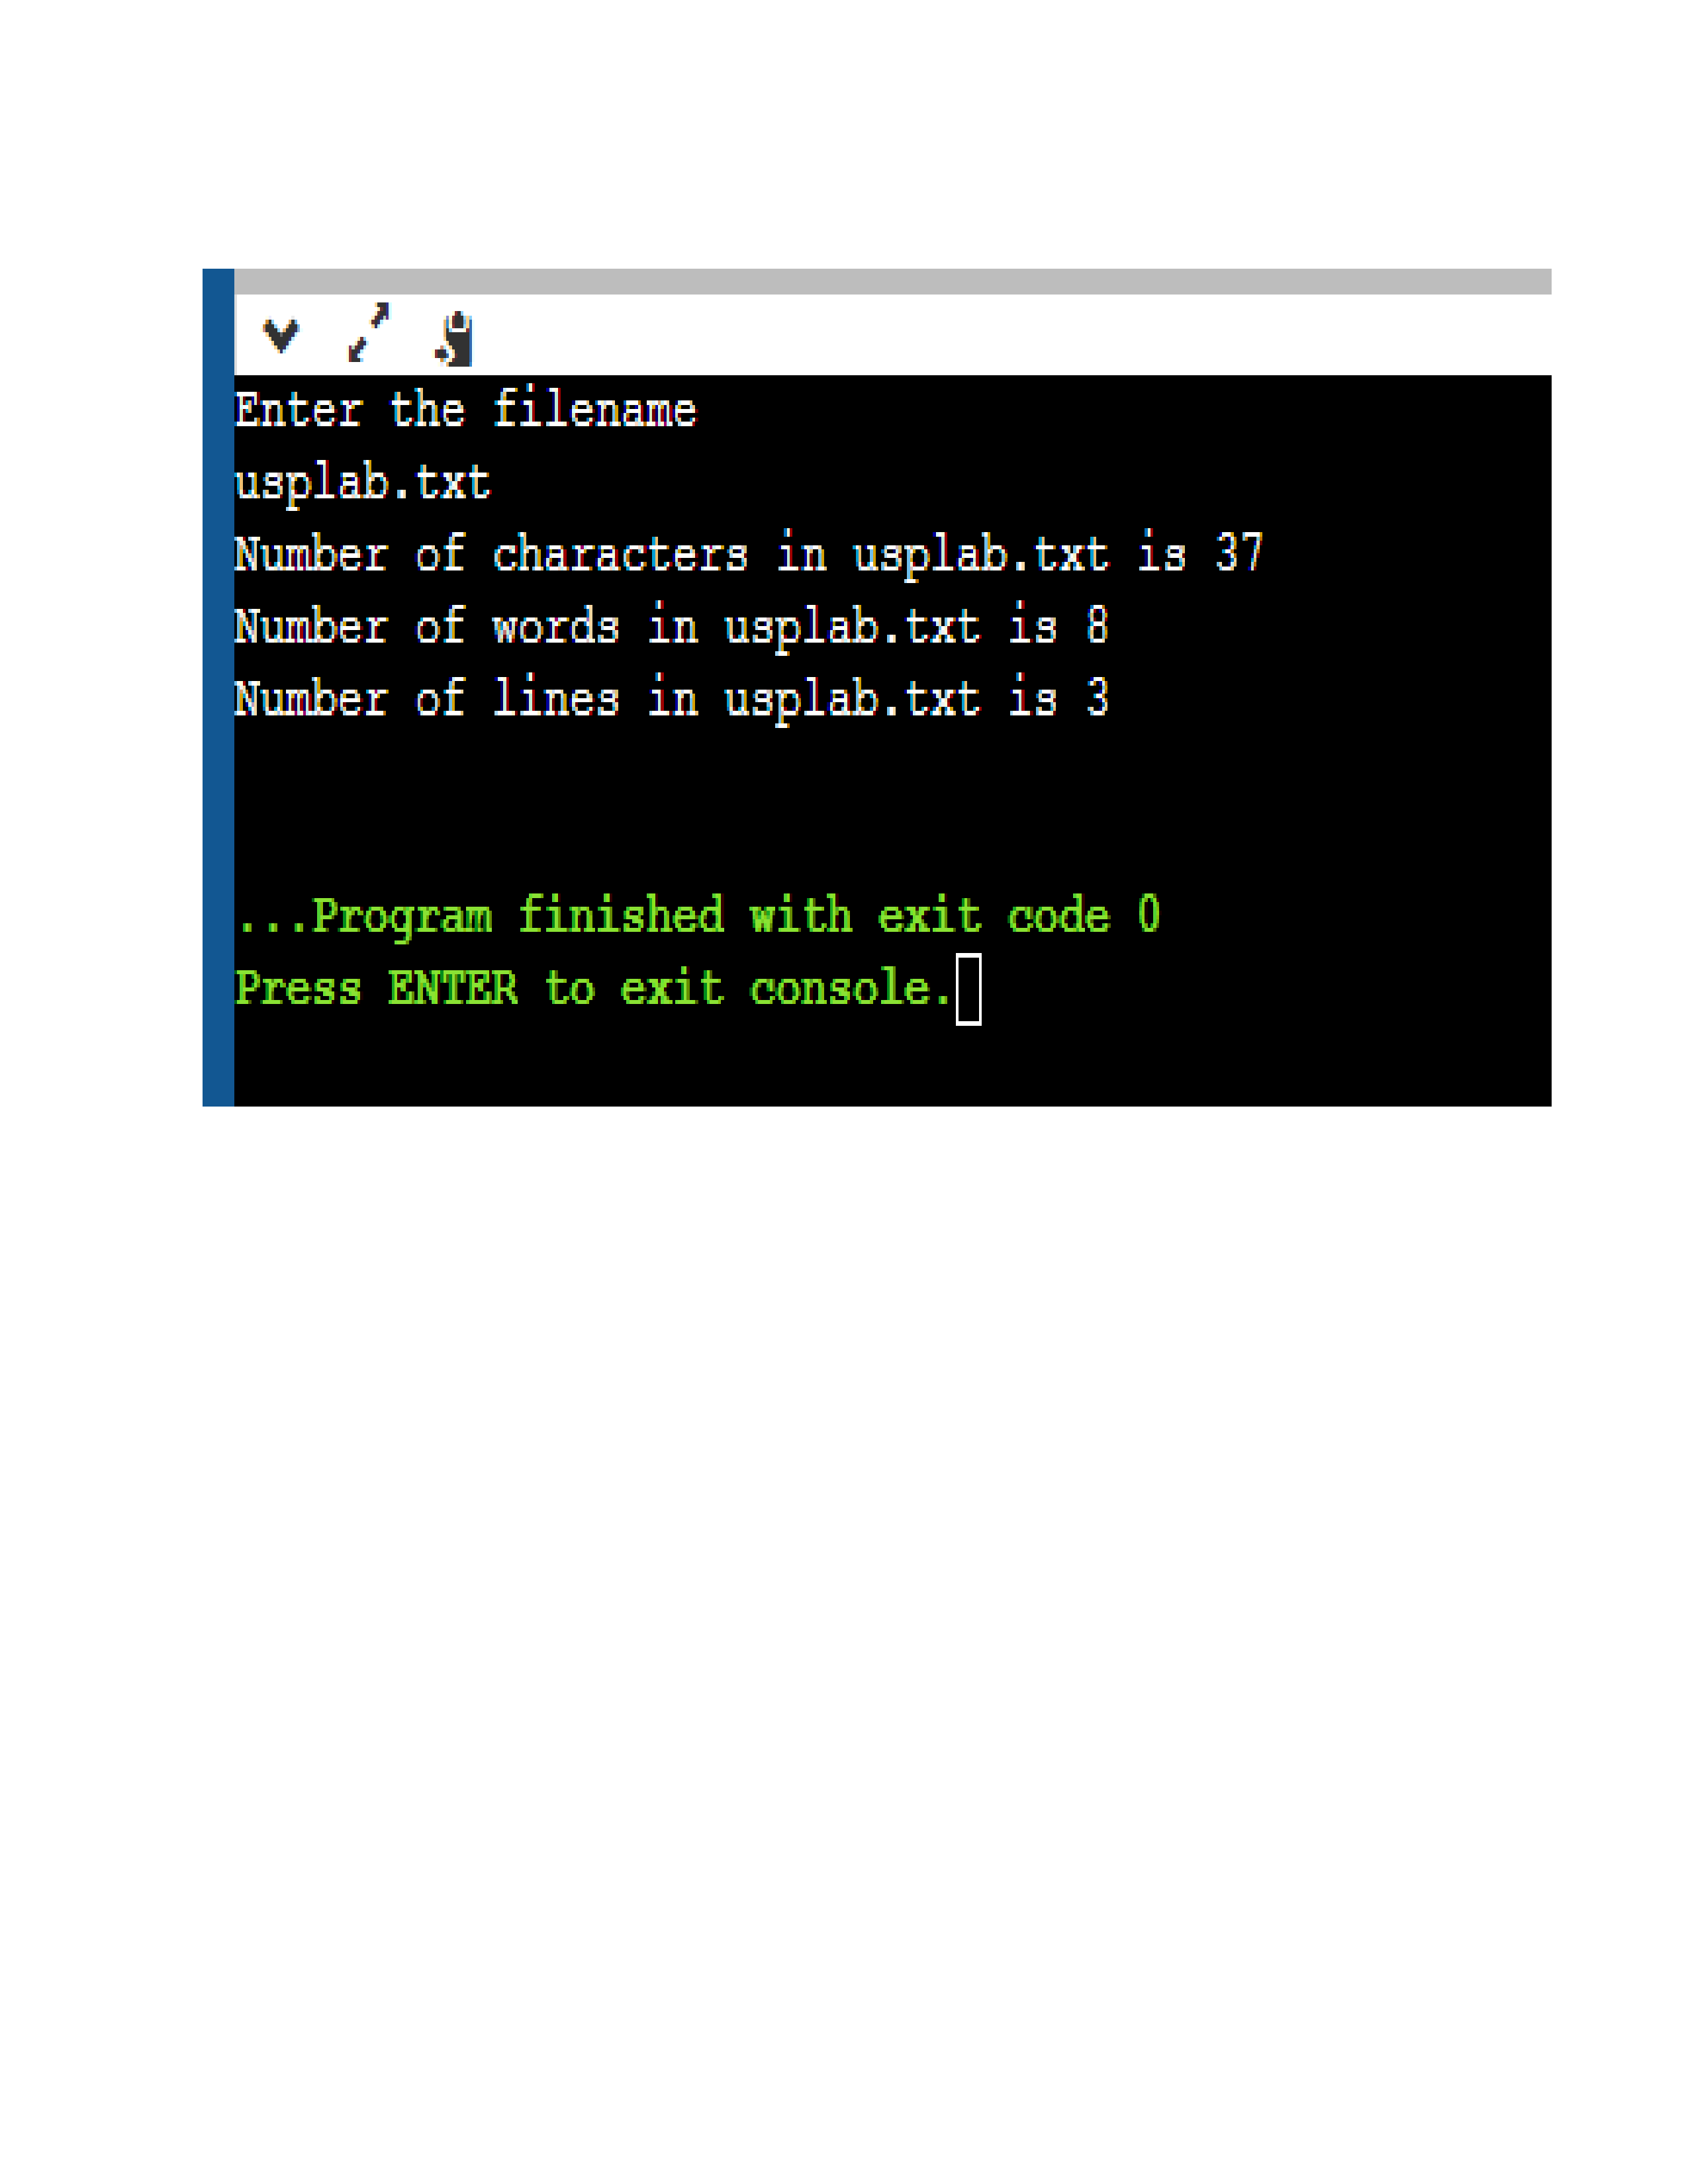 Enter the filename
usplab.txt
Number of characters in usplab.txt is 37
Number of words in usplab.txt is 8
Number of lines in usplab.txt is 3
...Program finished with exit code 0
Press ENTER to exit console.